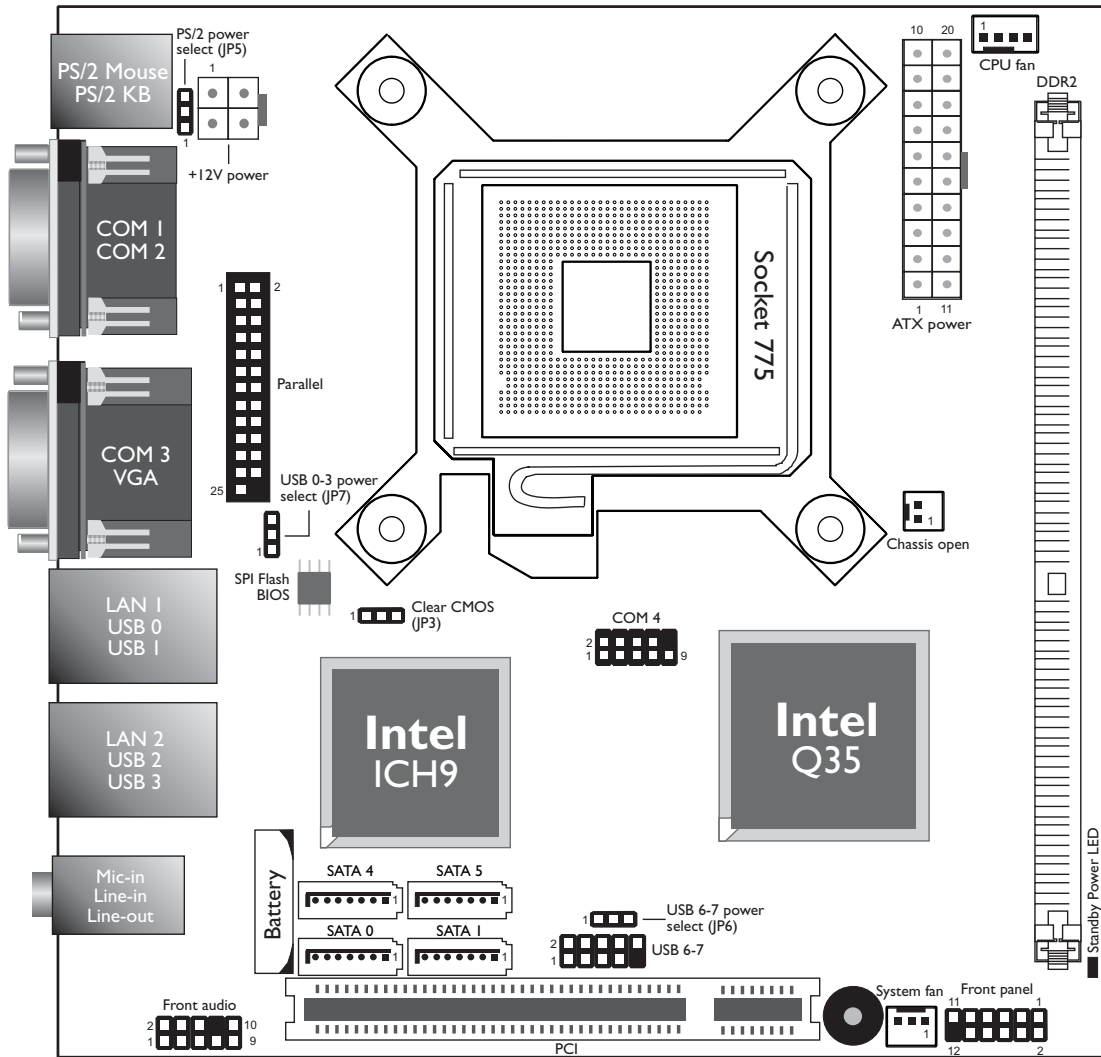 PS/2 power
select (JP5)
PS/2 Mouse
PS/2 KB
1
1
+12V power
10 20
1 11
ATX power
1
CPU fan
DDR2
COM 1
COM 2
1 2
25
Parallel
Socket 775
COM 3
VGA
USB 0-3 power
select (JP7)
1
SPI Flash
BIOS
1
Clear CMOS
(JP3)
1
Chassis open
COM 4
2
1 9
LAN 1
USB 0
USB 1
LAN 2
USB 2
USB 3
Intel
ICH9
Intel
Q35
Mic-in
Line-in
Line-out
Battery
SATA 4
1
SATA 5
1
SATA 0
1
SATA 1
1
USB 6-7 power
select (JP6)
1
2
1
USB 6-7
Standby Power LED
Front audio
2 10
1 9
PCI
System fan
1
Front panel
11 1
12 2